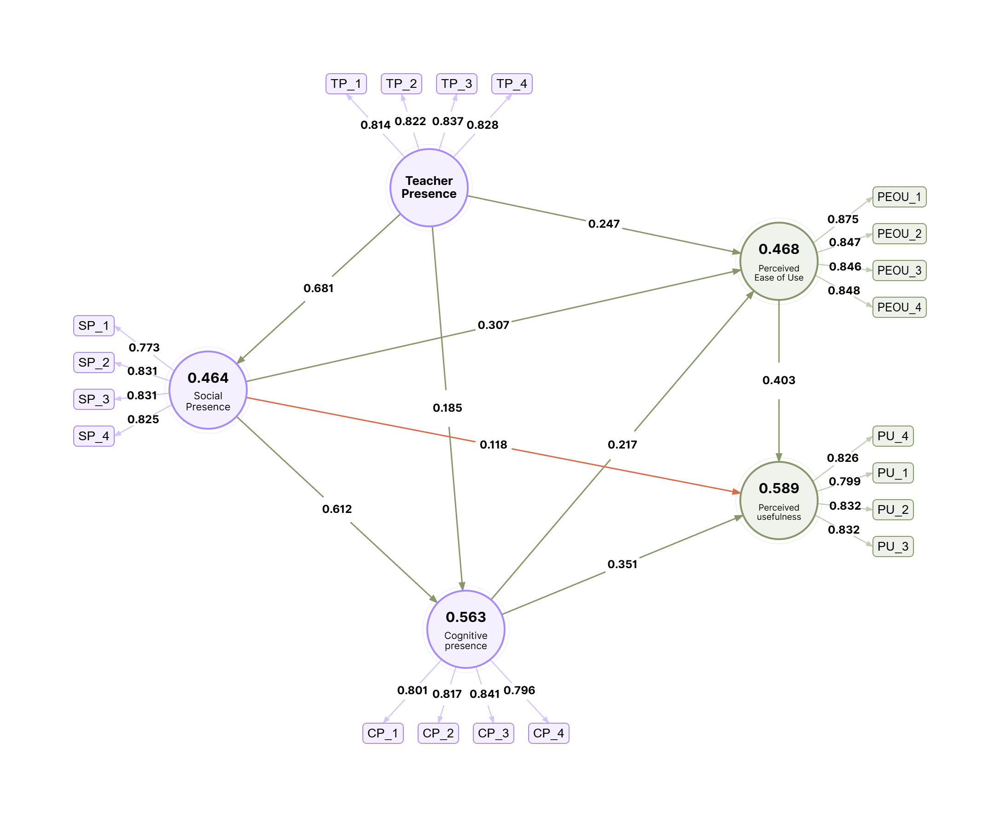 TP_1 TP_2 TP_3 TP_4
0.814 0.822 0.837 0.828
Teacher
Presence
PEOU_1
0.875
0.247
PEOU_2
0.847
0.468
Perceived
Ease of Use
0.846
PEOU_3
0.848
PEOU_4
0.681
0.307
SP_1
0.773
SP_2
0.831
0.464
Social
Presence
0.831
SP_3
0.825
SP_4
0.403
0.185
0.118
0.217
PU_4
0.826
PU_1
0.799
0.589
Perceived
usefulness
0.832
PU_2
0.832
PU_3
0.612
0.351
0.563
Cognitive
presence
0.801 0.817 0.841 0.796
CP_1 CP_2 CP_3 CP_4